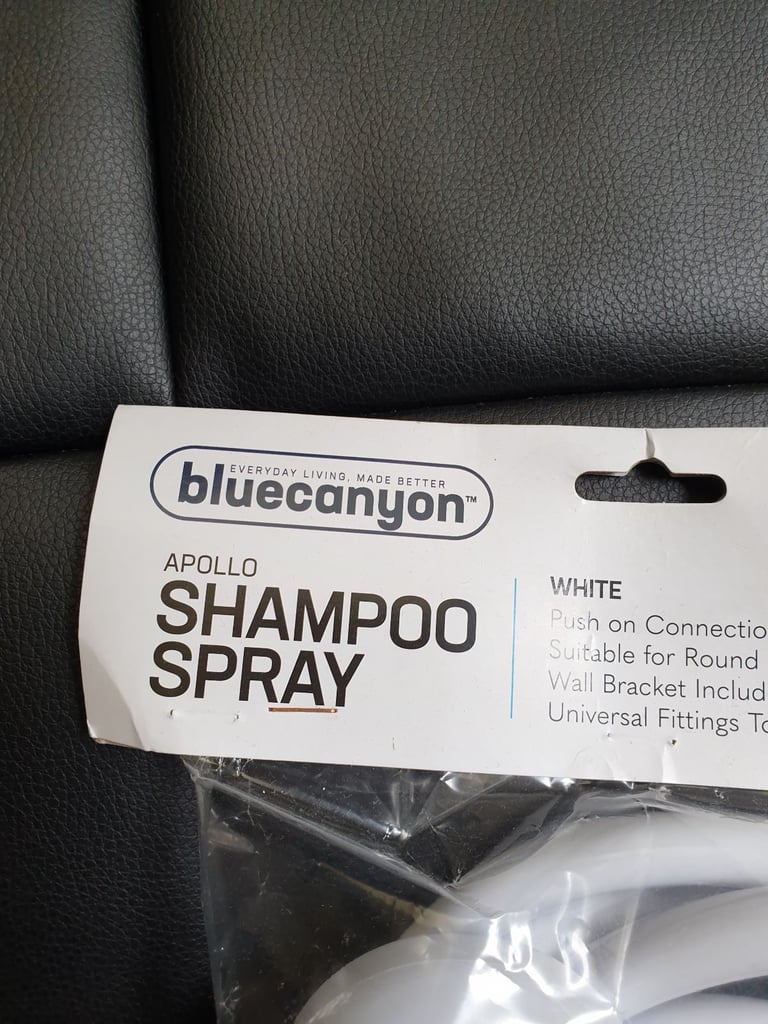 EVERYDAY LIVING, MADE BETTER
bluecanyon™
APOLLO
SHAMPOO
SPRAY
WHITE
Push on Connectio
Suitable for Round
Wall Bracket Includ
Universal Fittings To